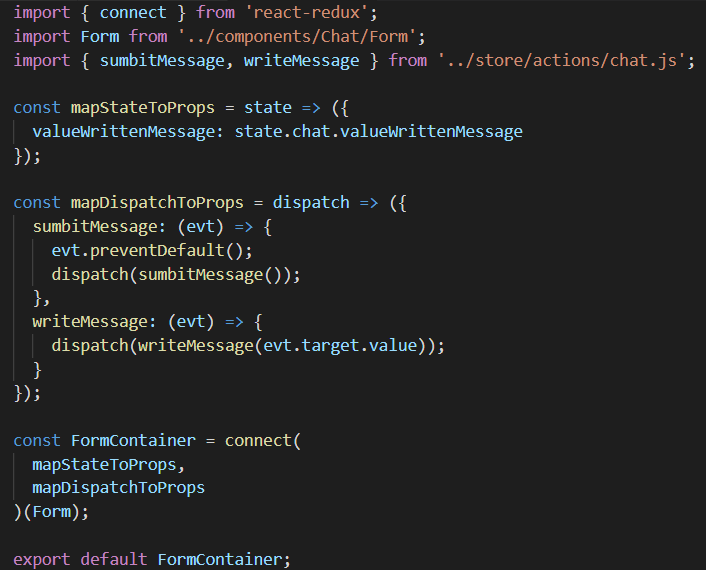 import { connect } from 'react-redux';
import Form from '../components/Chat/Form';
import { sumbitMessage, writeMessage } from '../store/actions/chat.js';

const mapStateToProps = state => ({
  valueWrittenMessage: state.chat.valueWrittenMessage
});

const mapDispatchToProps = dispatch => ({
  sumbitMessage: (evt) => {
    evt.preventDefault();
    dispatch(sumbitMessage());
  },
  writeMessage: (evt) => {
    dispatch(writeMessage(evt.target.value));
  }
});

const FormContainer = connect(
  mapStateToProps,
  mapDispatchToProps
)(Form);

export default FormContainer;